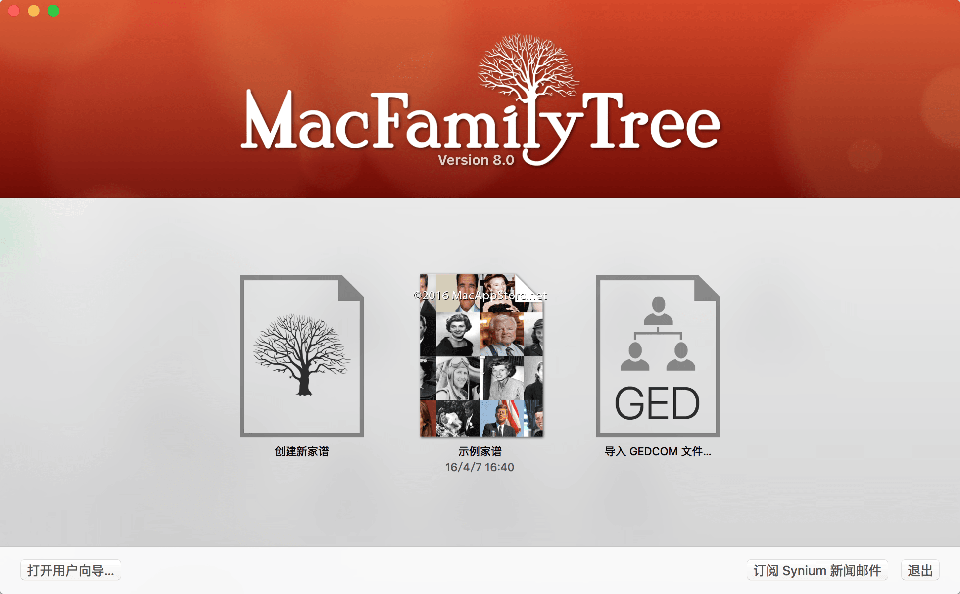 MacFamilyTree
Version 8.0
©2016 MacAppStore.net
GED
创建新家谱
示例家谱
导入 GEDCOM 文件...
16/4/7 16:40
打开用户向导...
订阅 Synium 新闻邮件
退出